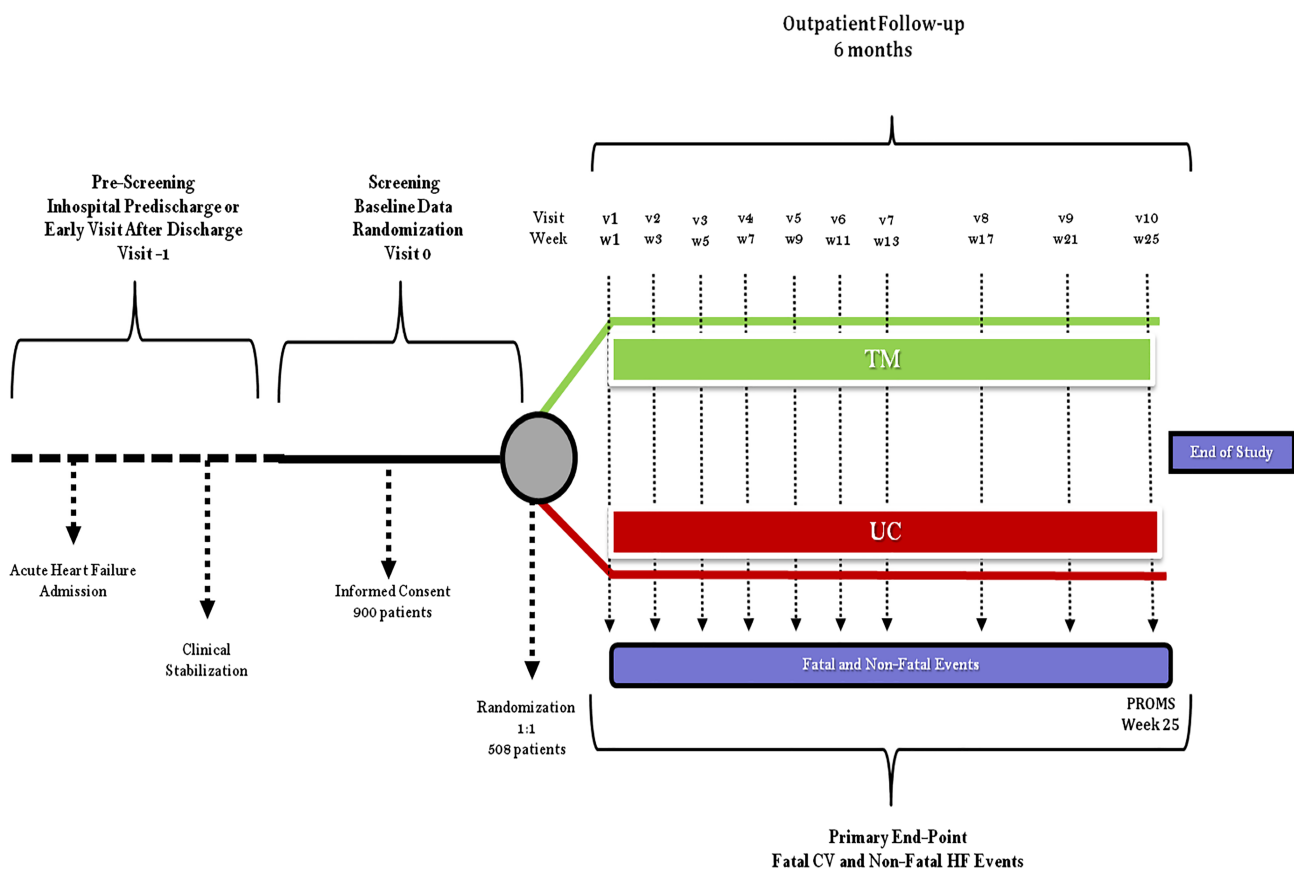 Outpatient Follow-up
6 months
Pre-Screening
Inhospital Predischarge or
Early Visit After Discharge
Visit -1
Screening
Baseline Data
Randomization
Visit 0
Visit v1 v2 v3 v4 v5 v6 v7 v8 v9 v10
Week w1 w3 w5 w7 w9 w11 w13 w17 w21 w25
TM
End of Study
UC
Acute Heart Failure
Admission
Informed Consent
900 patients
Clinical
Stabilization
Fatal and Non-Fatal Events
Randomization
1:1
508 patients
PROMS
Week 25
Primary End-Point
Fatal CV and Non-Fatal HF Events